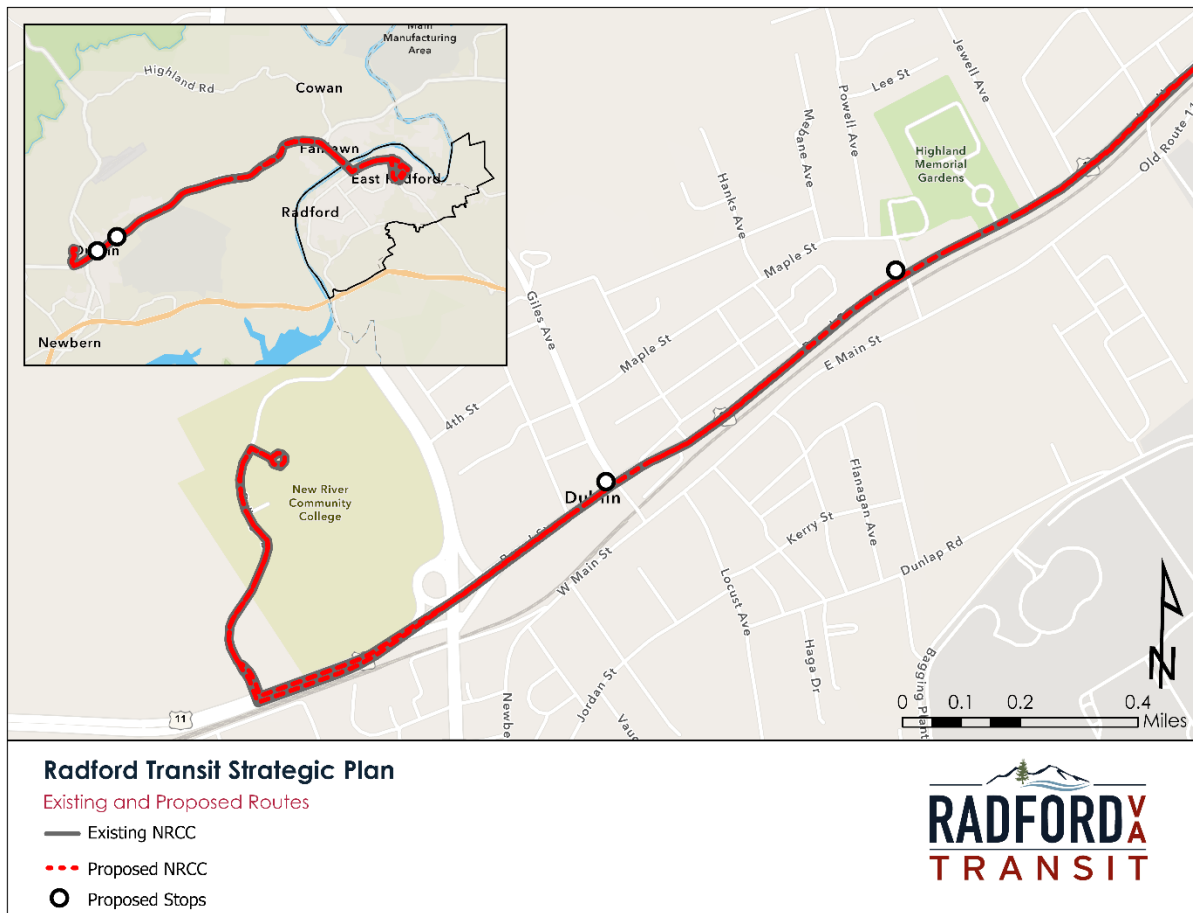 Main
Manufacturing
Area
Highland Rd
Cowan
East Radford
Radford
Newbern
Jewell Ave
Lee St
Powell Ave
Hanks Ave
Highland
Memorial
Gardens
Old Route 11
Maple St
Giles Ave
Maple St
E Main St
4th St
New River
Community
College
Dublin
W Main St
Kerry St
Flanagan Ave
Dunlap Rd
Locust Ave
Haga Dr
Jordan St
Bagging Plant
11
N
0 0.1 0.2 0.4
Miles
Radford Transit Strategic Plan
Existing and Proposed Routes
Existing NRCC
Proposed NRCC
Proposed Stops
RADFORD VA
TRANSIT